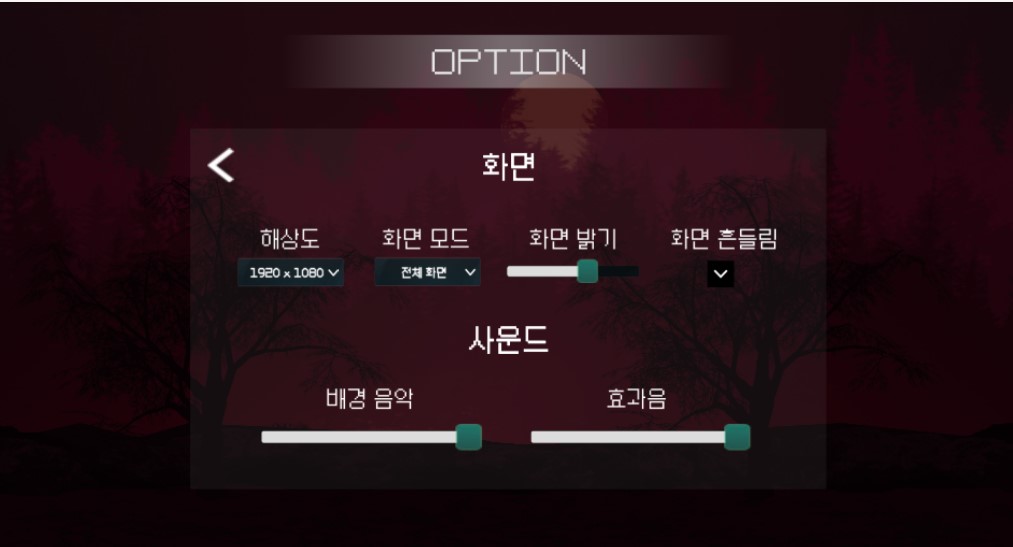 OPTION
화면
해상도 화면 모드 화면 밝기 화면 흔들림
1920 x 1080 전체 화면
사운드
배경 음악 효과음